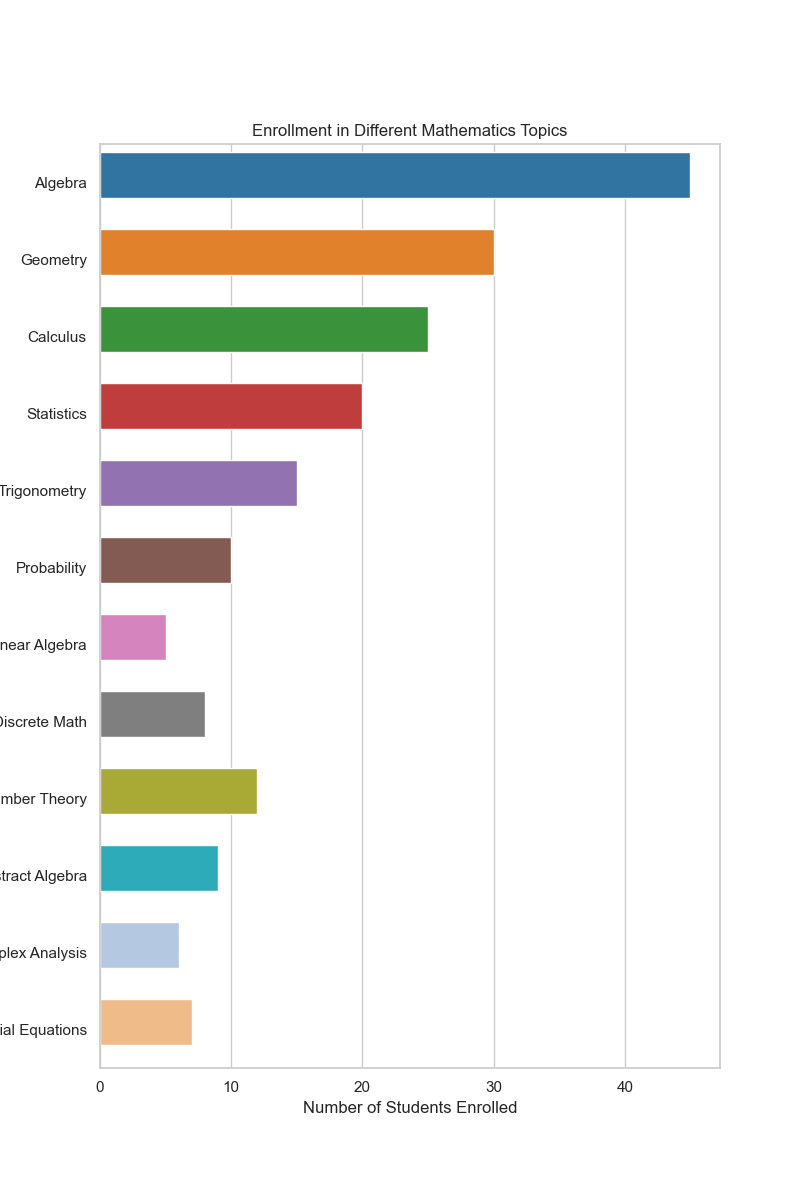 Enrollment in Different Mathematics Topics
Algebra
Geometry
Calculus
Statistics
Trigonometry
Probability
near Algebra
Discrete Math
mber Theory
tract Algebra
plex Analysis
ial Equations
0 10 20 30 40
Number of Students Enrolled